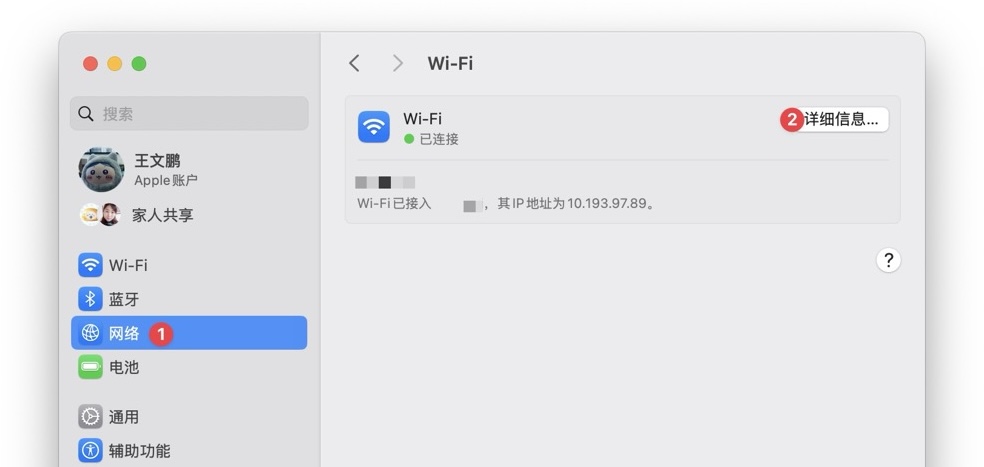 Wi-Fi
搜索
王文鹏
Apple账户
家人共享
Wi-Fi
蓝牙
网络 1
电池
通用
辅助功能
Wi-Fi
已连接
2 详细信息...
Wi-Fi已接入 ，其IP地址为10.193.97.89。
?